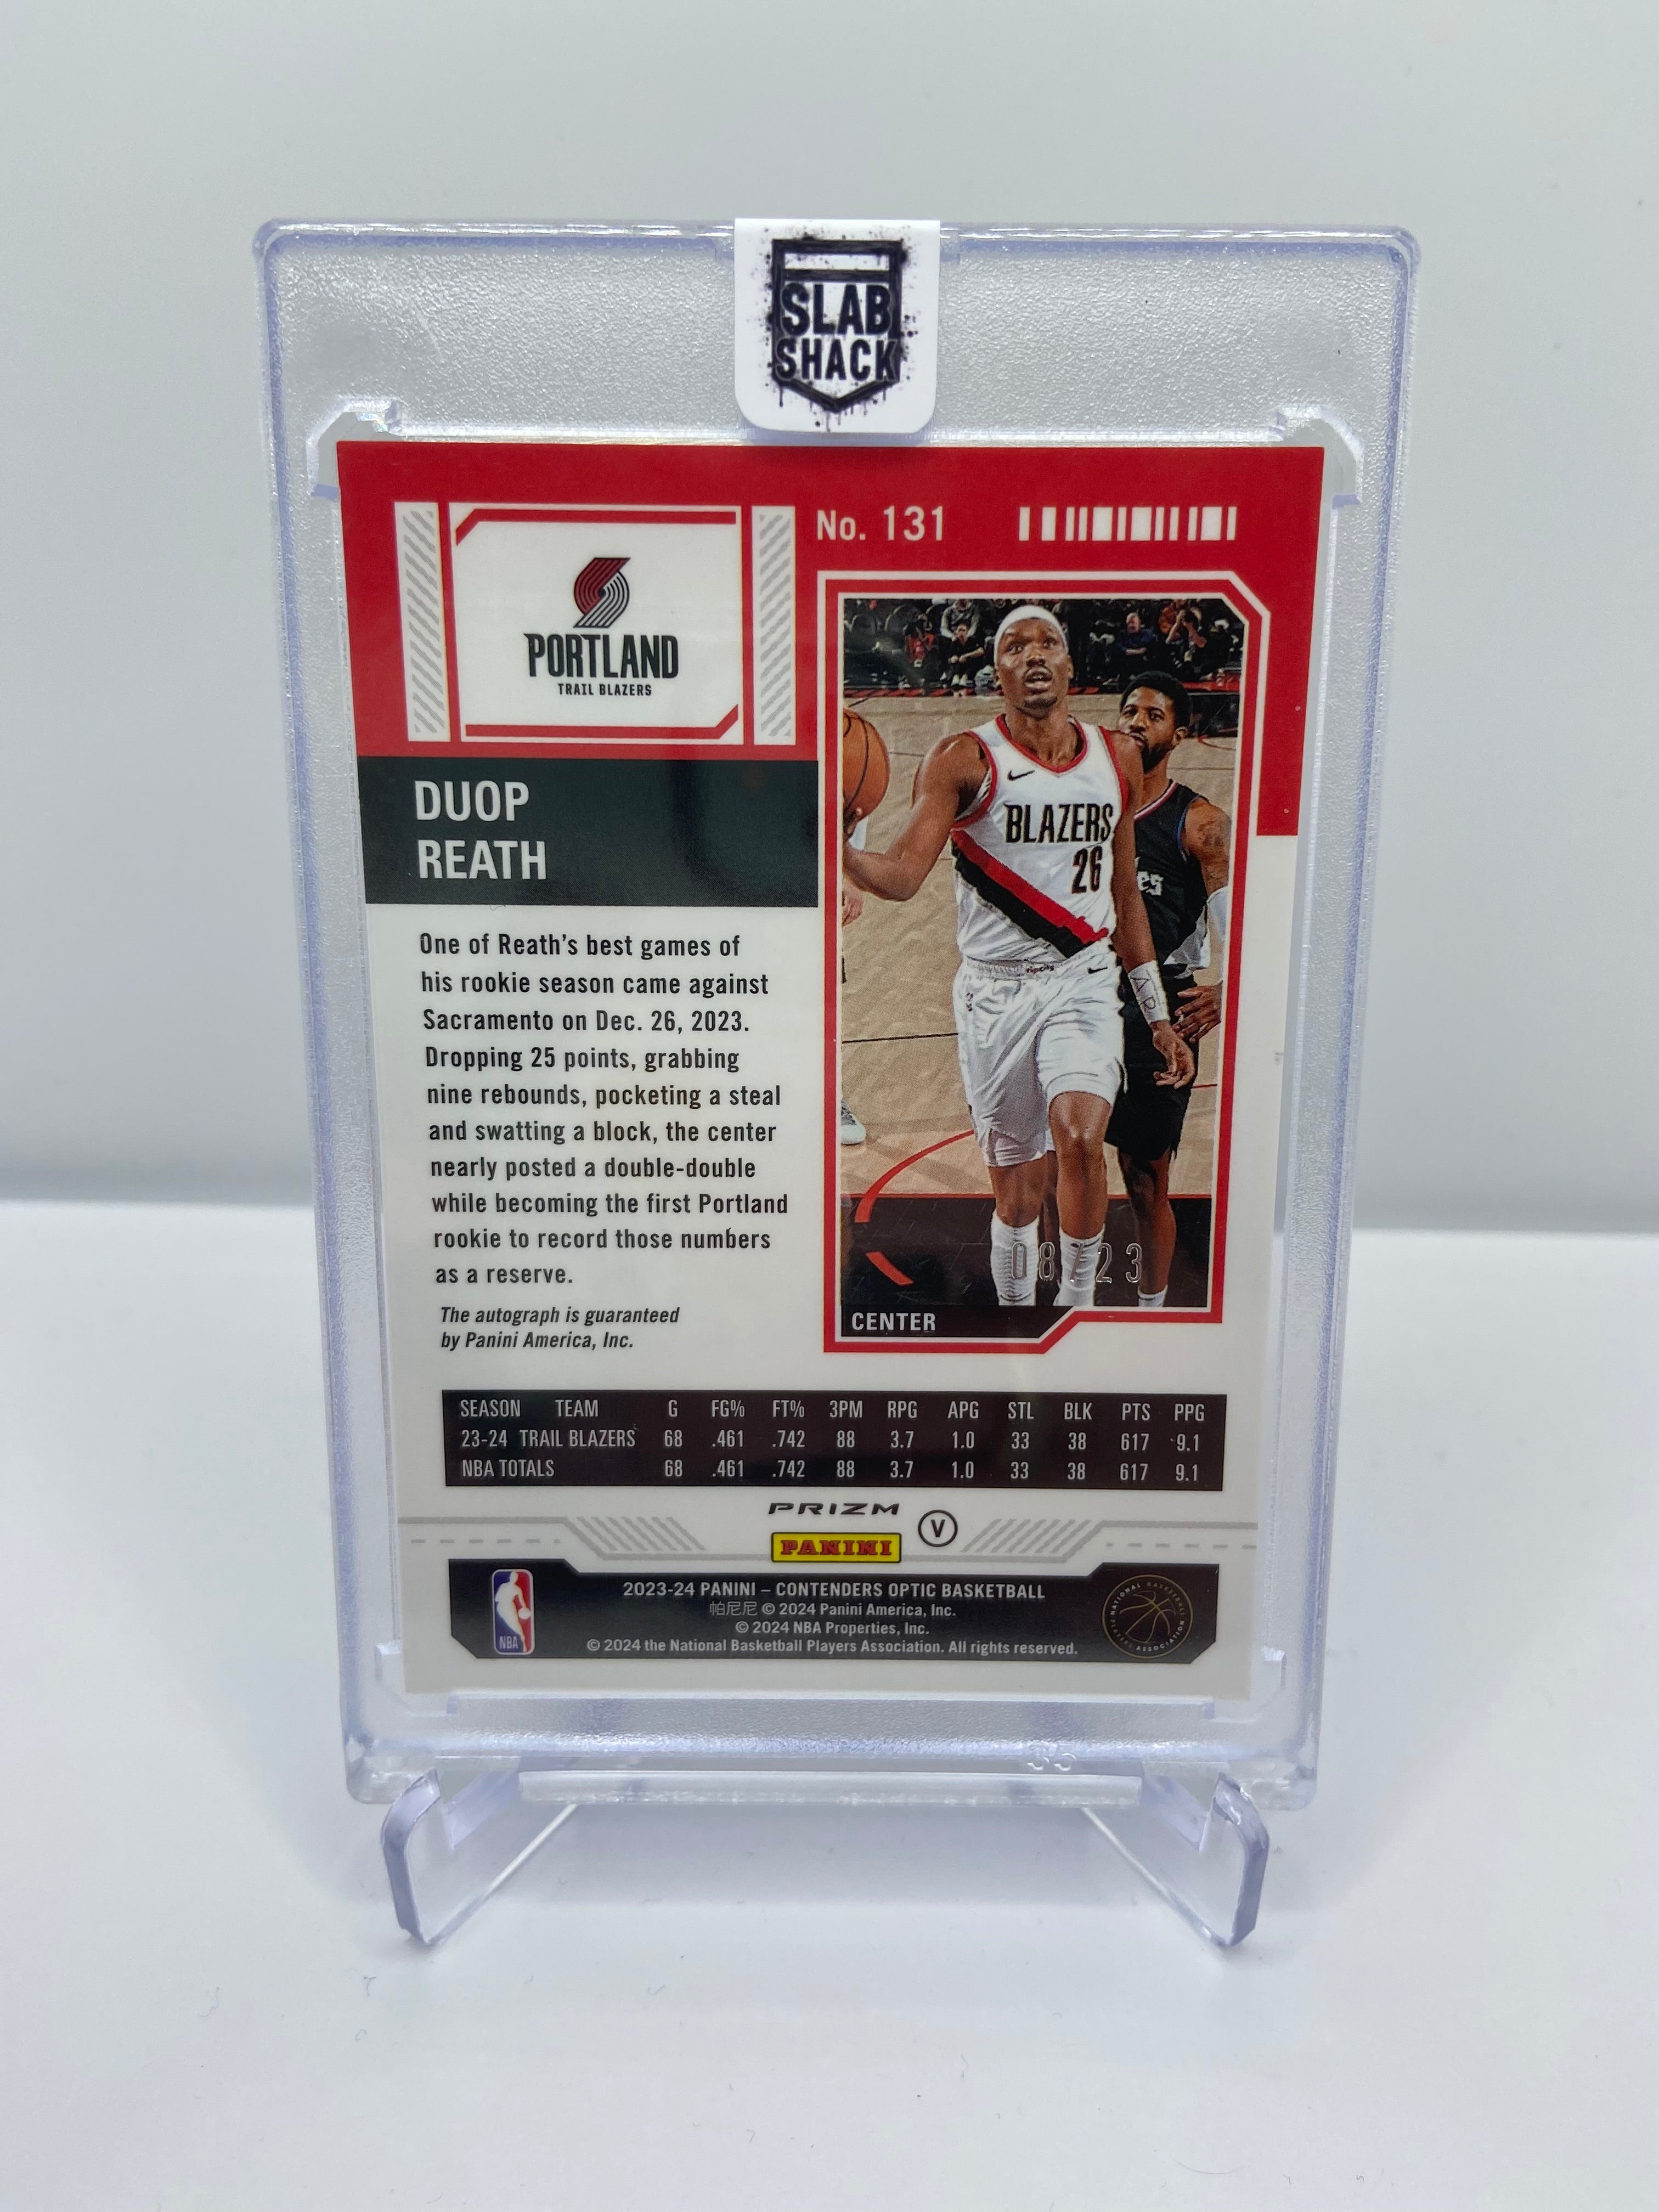 SLAB
SHACK
No. 131
PORTLAND
TRAIL BLAZERS
DUOP
REATH
One of Reath's best games of
his rookie season came against
Sacramento on Dec. 26, 2023.
Dropping 25 points, grabbing
nine rebounds, pocketing a steal
and swatting a block, the center
nearly posted a double-double
while becoming the first Portland
rookie to record those numbers
as a reserve.
The autograph is guaranteed
by Panini America, Inc.
BLAZERS
26
ripcity
08/23
CENTER
SEASON TEAM G FG% FT% 3PM RPG APG STL BLK PTS PPG
23-24 TRAIL BLAZERS 68 .461 .742 88 3.7 1.0 33 38 617 9.1
NBA TOTALS 68 .461 .742 88 3.7 1.0 33 38 617 9.1
PRIZM
PANINI
V
NBA
2023-24 PANINI – CONTENDERS OPTIC BASKETBALL
帕尼尼 © 2024 Panini America, Inc.
© 2024 NBA Properties, Inc.
© 2024 the National Basketball Players Association. All rights reserved.
NATIONAL BASKETBALL
PLAYERS ASSOCIATION